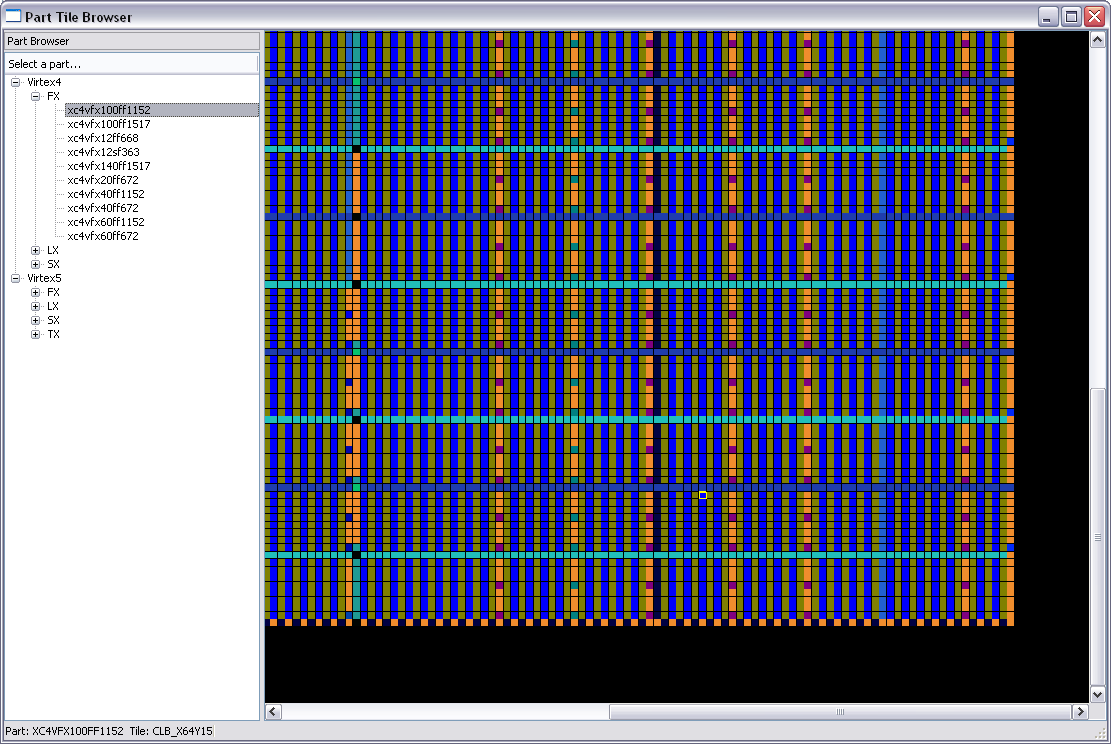 Part Tile Browser
Part Browser
Select a part...
Virtex4
FX
xc4vfx100ff1152
xc4vfx100ff1517
xc4vfx12ff668
xc4vfx12sf363
xc4vfx140ff1517
xc4vfx20ff672
xc4vfx40ff1152
xc4vfx40ff672
xc4vfx60ff1152
xc4vfx60ff672
LX
SX
Virtex5
FX
LX
SX
TX
Part: XC4VFX100FF1152 Tile: CLB_X64Y15